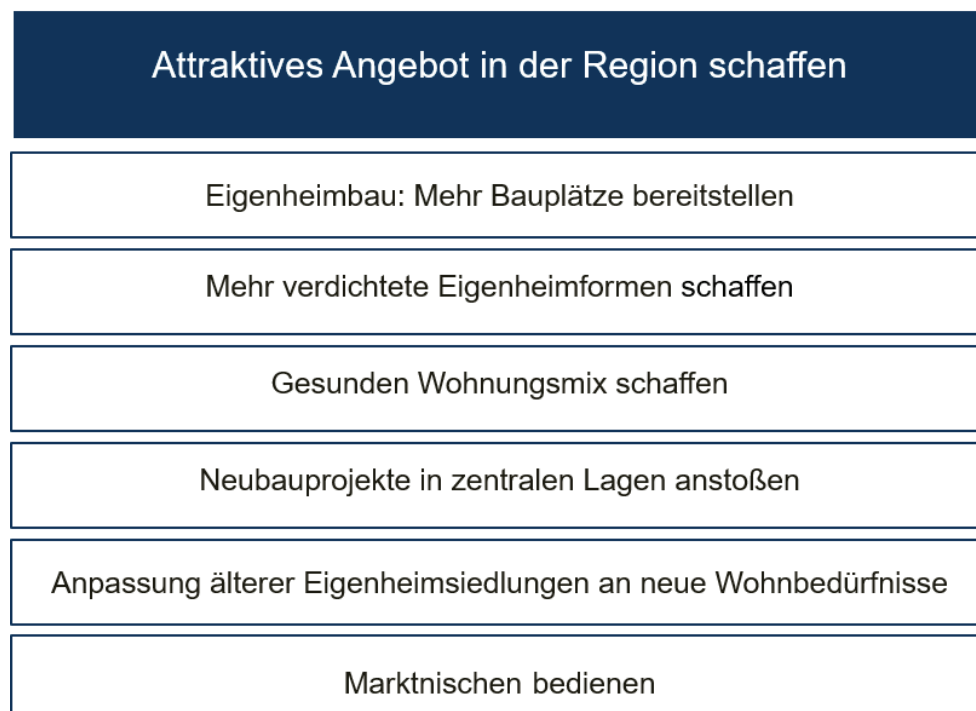 Attraktives Angebot in der Region schaffen
Eigenheimbau: Mehr Bauplätze bereitstellen
Mehr verdichtete Eigenheimformen schaffen
Gesunden Wohnungsmix schaffen
Neubauprojekte in zentralen Lagen anstoßen
Anpassung älterer Eigenheimsiedlungen an neue Wohnbedürfnisse
Marktnischen bedienen